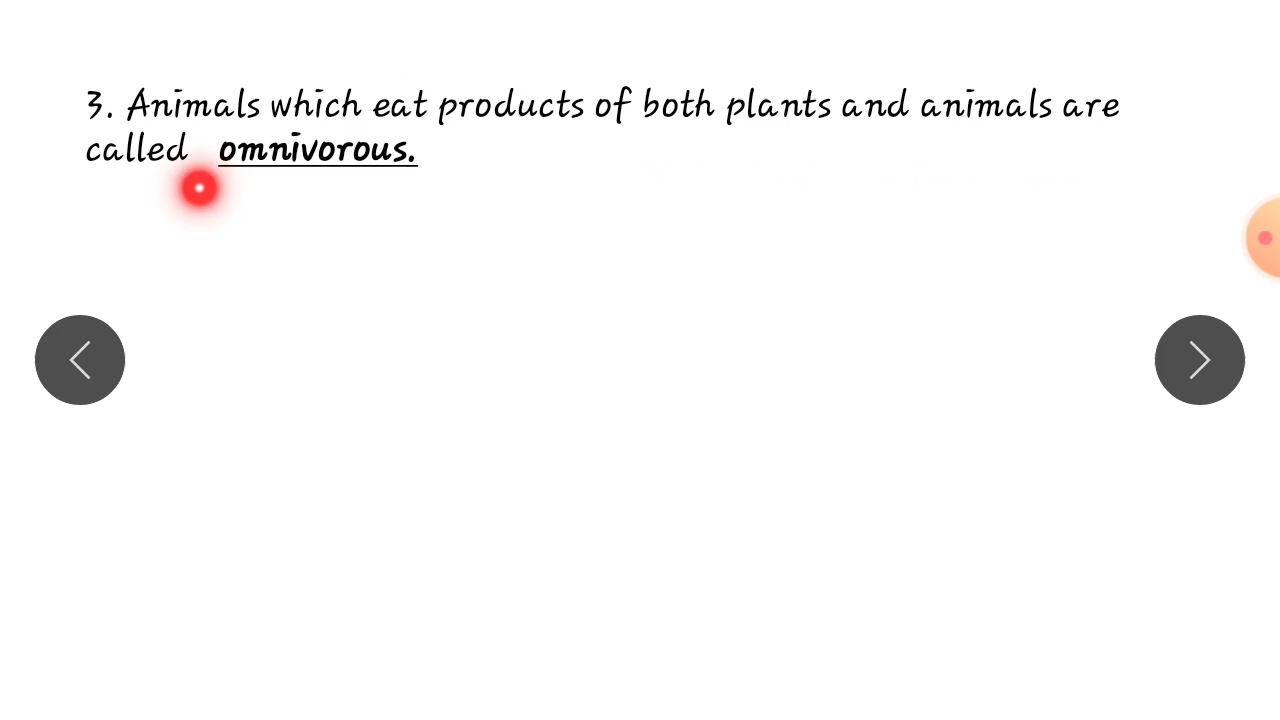 3. Animals which eat products of both plants and animals are
called omnivorous.